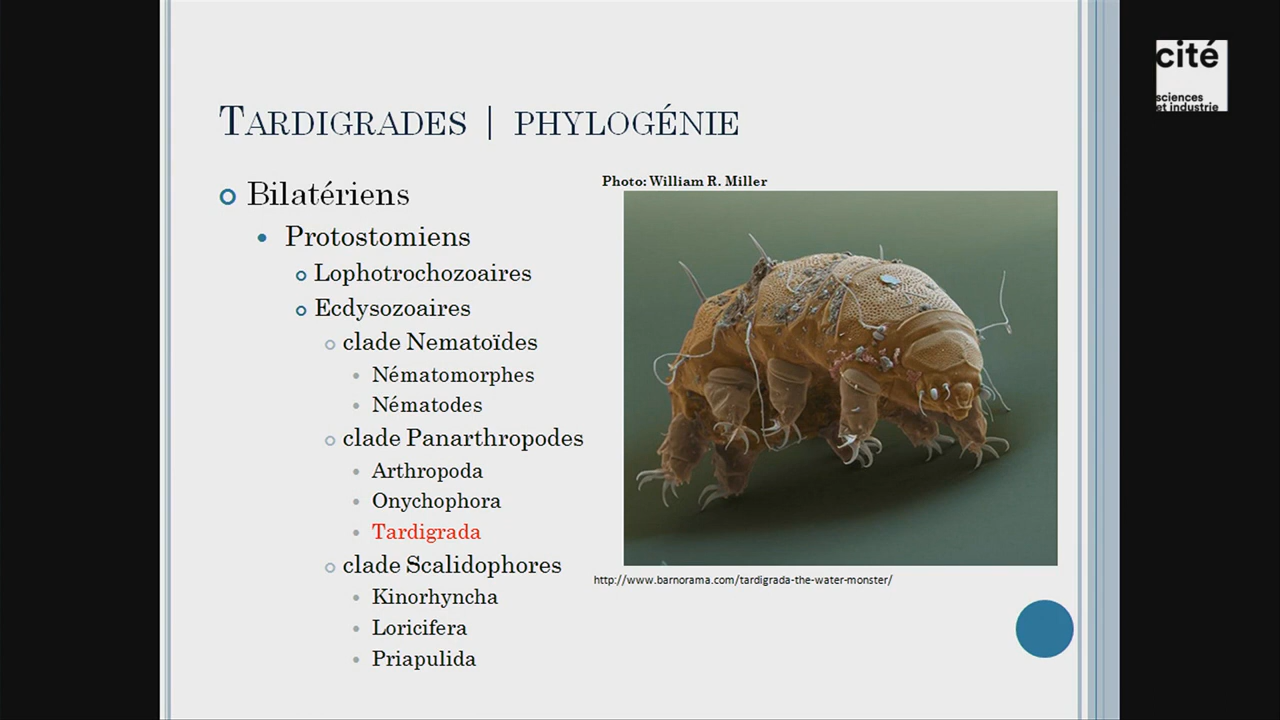 cité
sciences
et industrie
TARDIGRADES | PHYLOGÉNIE
Bilatériens
Protostomiens
Lophotrochozoaires
Ecdysozoaires
clade Nematoïdes
Nématomorphes
Nématodes
clade Panarthropodes
Arthropoda
Onychophora
Tardigrada
clade Scalidophores
Kinorhyncha
Loricifera
Priapulida
Photo: William R. Miller
http://www.barnorama.com/tardigrada-the-water-monster/